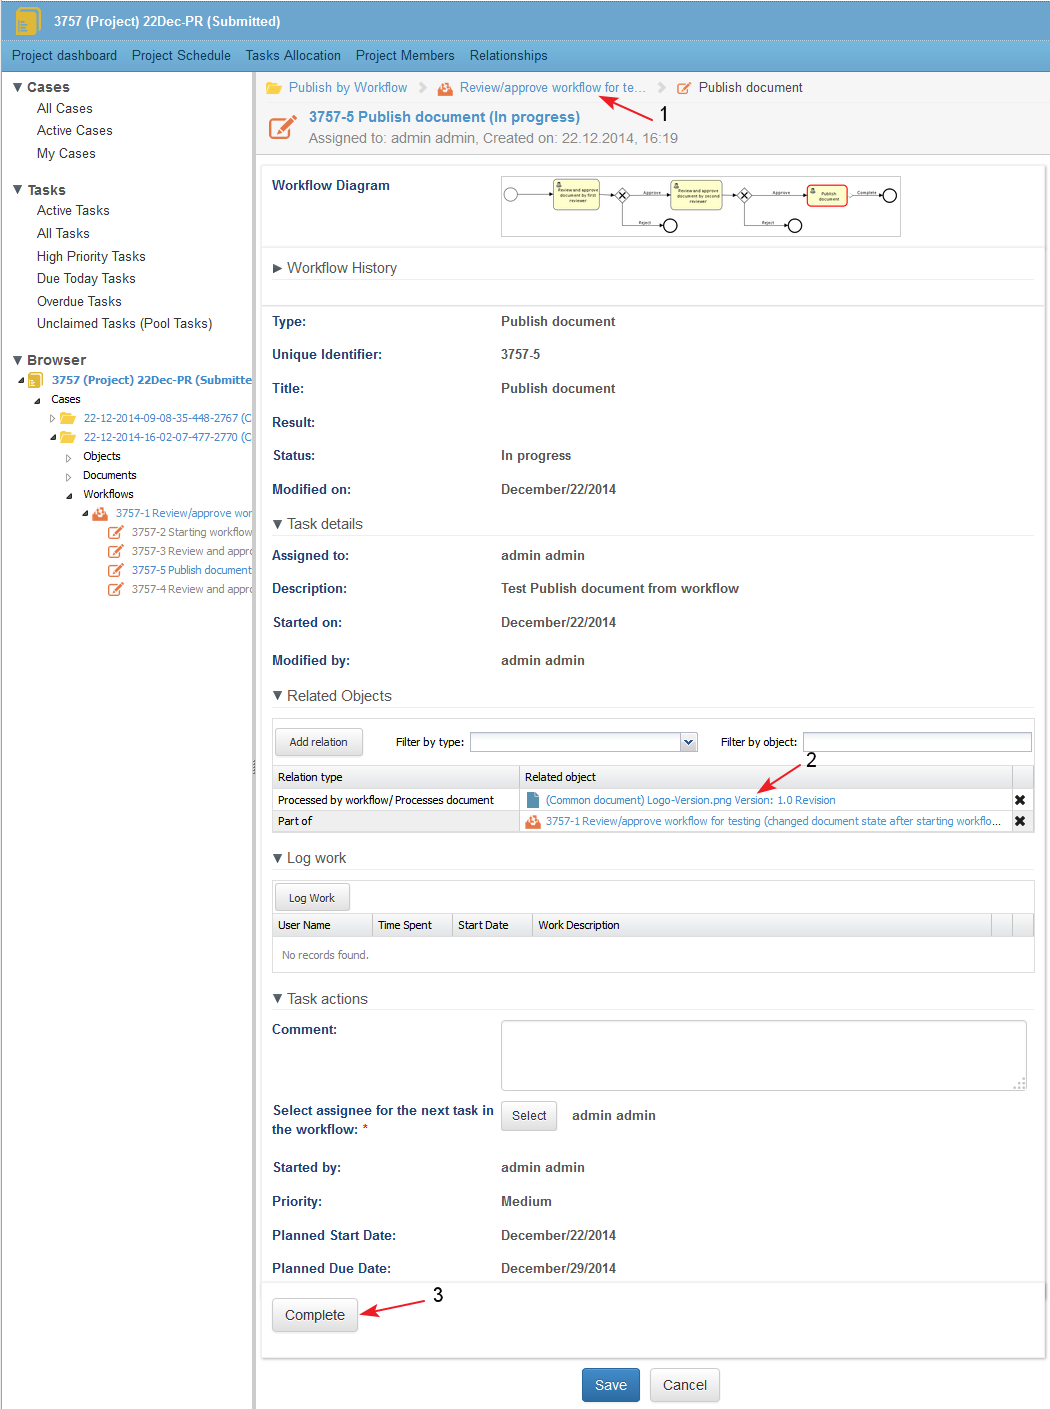 3757 (Project) 22Dec-PR (Submitted)
Project dashboard Project Schedule Tasks Allocation Project Members Relationships
Cases
All Cases
Active Cases
My Cases
Tasks
Active Tasks
All Tasks
High Priority Tasks
Due Today Tasks
Overdue Tasks
Unclaimed Tasks (Pool Tasks)
Browser
3757 (Project) 22Dec-PR (Submitte
Cases
22-12-2014-09-08-35-448-2767 (C
22-12-2014-16-02-07-477-2770 (C
Objects
Documents
Workflows
3757-1 Review/approve wor
3757-2 Starting workflow
3757-3 Review and appro
3757-5 Publish document
3757-4 Review and appro
Publish by Workflow Review/approve workflow for te... Publish document
1
3757-5 Publish document (In progress)
Assigned to: admin admin, Created on: 22.12.2014, 16:19
Workflow Diagram
Review and approve document by first reviewer
Approve
Reject
Review and approve document by second reviewer
Approve
Reject
Publish document
Complete
Workflow History
Type: Publish document
Unique Identifier: 3757-5
Title: Publish document
Result:
Status: In progress
Modified on: December/22/2014
Task details
Assigned to: admin admin
Description: Test Publish document from workflow
Started on: December/22/2014
Modified by: admin admin
Related Objects
Add relation Filter by type: Filter by object:
2
Relation type Related object
Processed by workflow/ Processes document (Common document) Logo-Version.png Version: 1.0 Revision
Part of 3757-1 Review/approve workflow for testing (changed document state after starting workflo...
Log work
Log Work
User Name Time Spent Start Date Work Description
No records found.
Task actions
Comment:
Select assignee for the next task in
the workflow: * Select admin admin
Started by: admin admin
Priority: Medium
Planned Start Date: December/22/2014
Planned Due Date: December/29/2014
3
Complete
Save Cancel